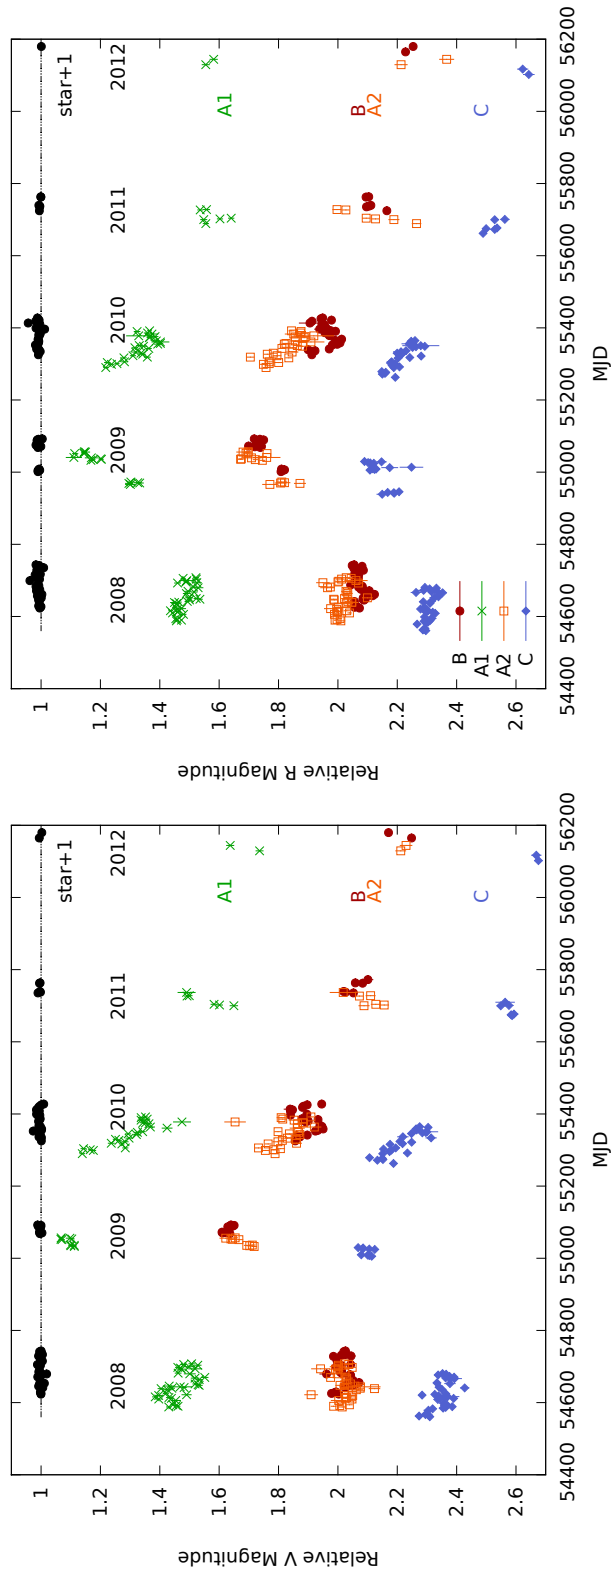 Relative V Magnitude
1
1.2
1.4
1.6
1.8
2
2.2
2.4
2.6
2008
2009
2010
2011
2012
star+1
A1
B
A2
C
54400 54600 54800 55000 55200 55400 55600 55800 56000 56200
MJD
Relative R Magnitude
1
1.2
1.4
1.6
1.8
2
2.2
2.4
2.6
2008
2009
2010
2011
2012
star+1
A1
B
A2
C
B
A1
A2
C
54400 54600 54800 55000 55200 55400 55600 55800 56000 56200
MJD